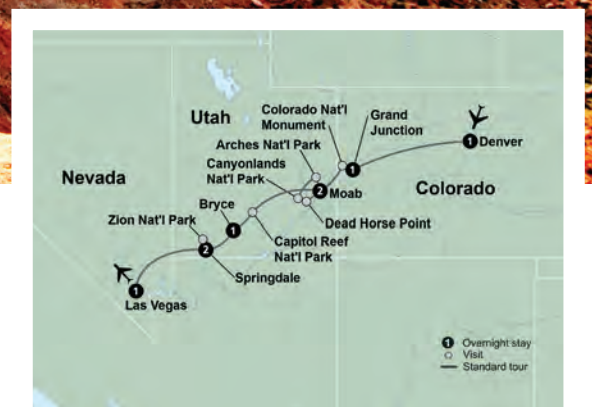 Utah
Nevada
Colorado
Colorado Nat'l
Monument
Grand
Junction
1
1
Denver
Arches Nat'l Park
Canyonlands
Nat'l Park
2
Moab
Dead Horse Point
Bryce
1
Capitol Reef
Nat'l Park
Zion Nat'l Park
2
Springdale
1
Las Vegas
1 Overnight stay
Visit
Standard tour